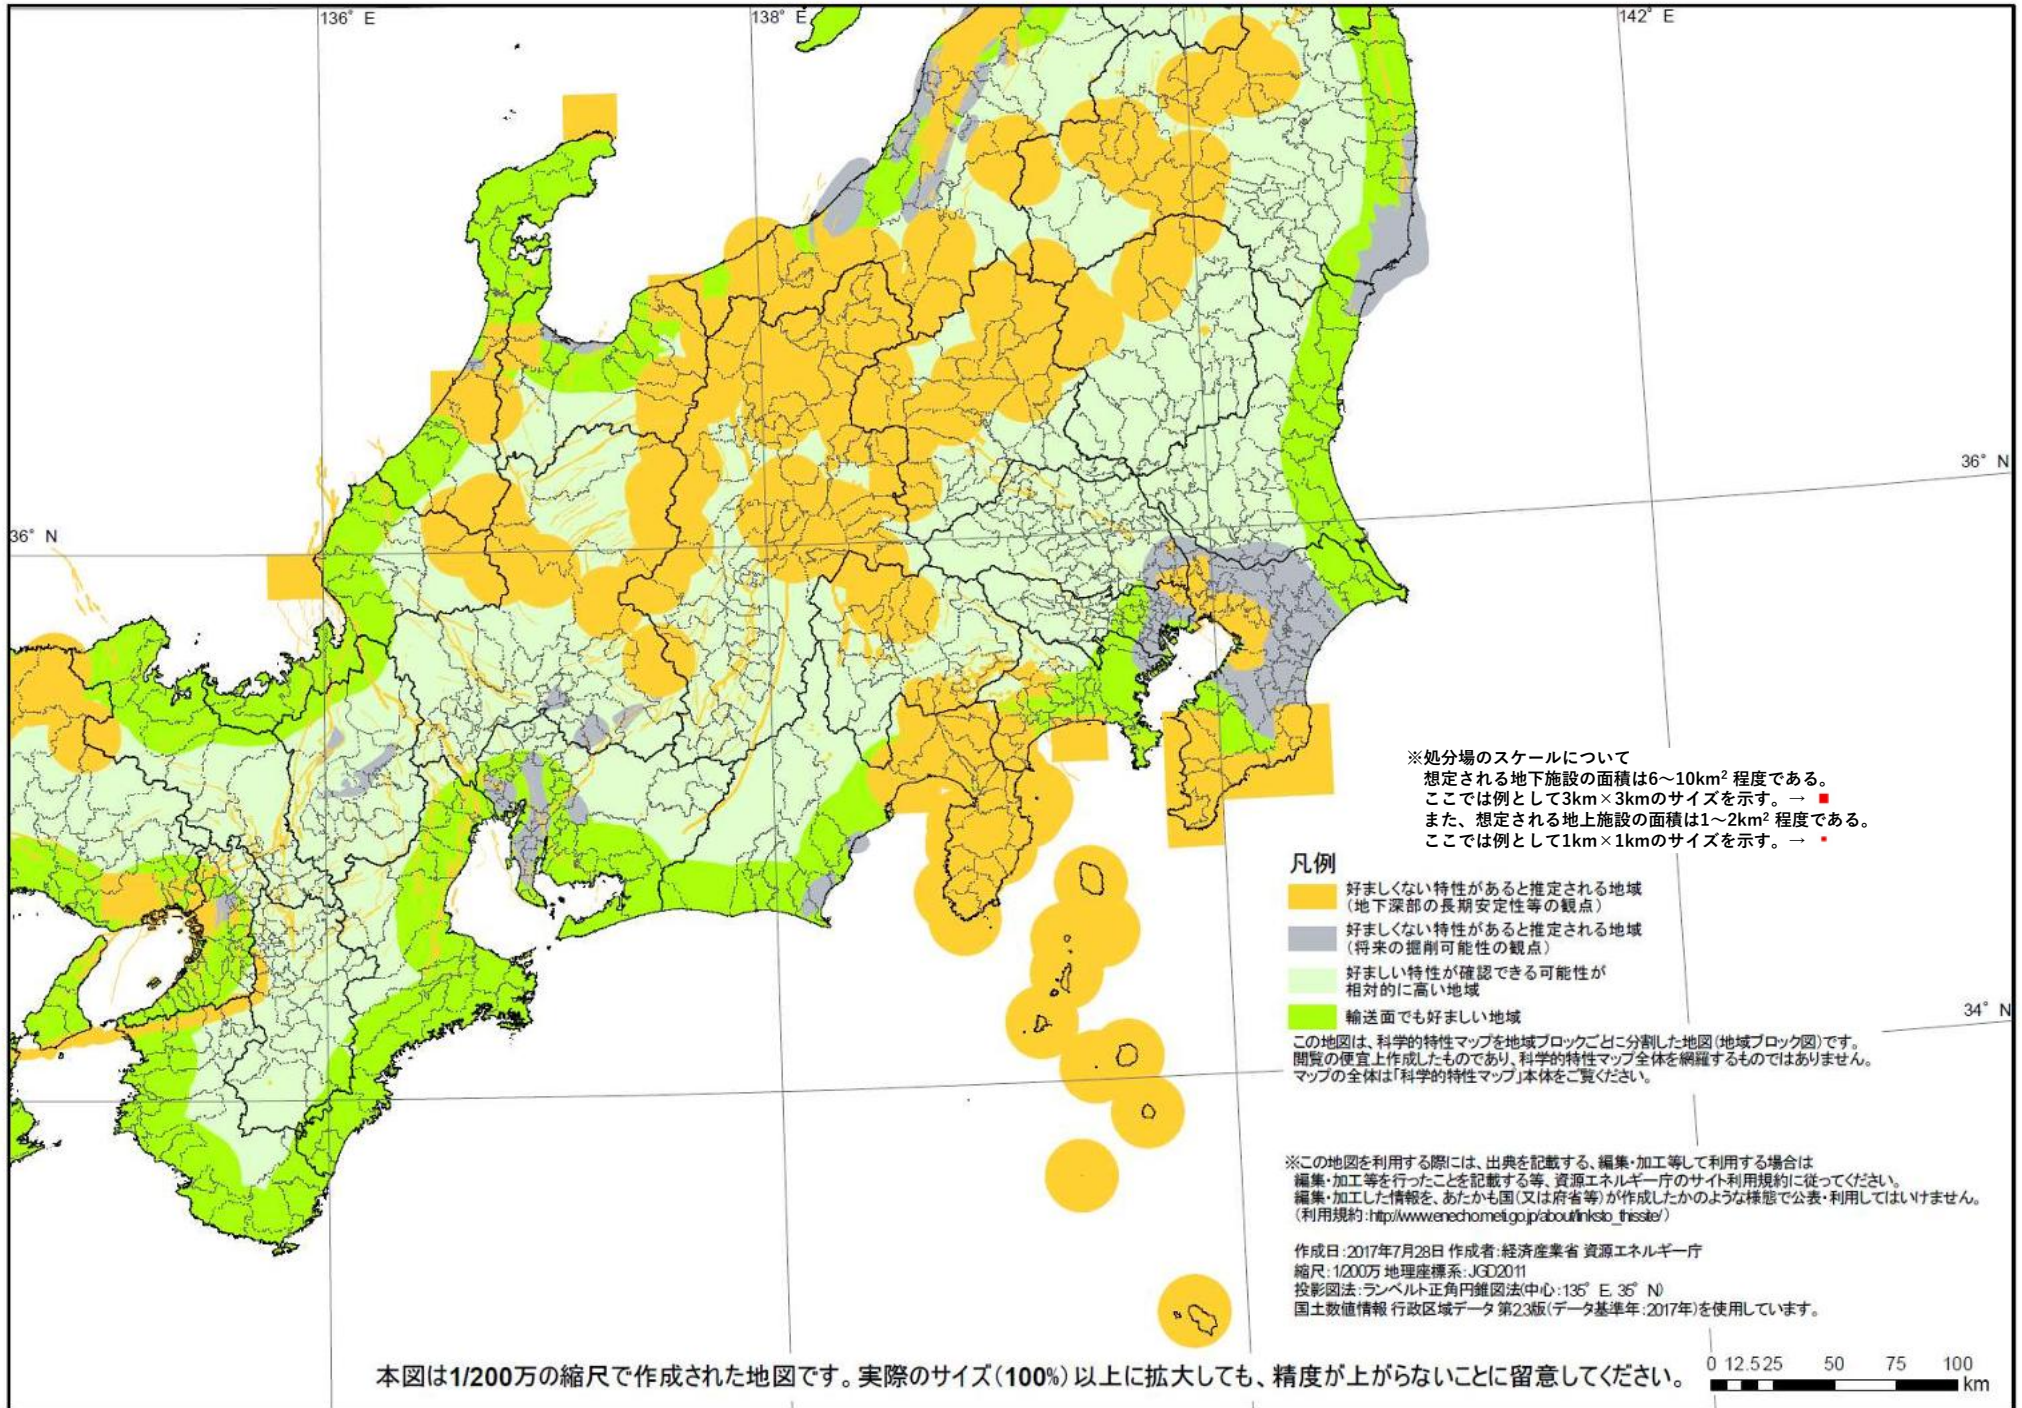 136° E
138° E
142° E
36° N
36° N
※処分場のスケールについて
想定される地下施設の面積は6～10km² 程度である。
ここでは例として3km×3kmのサイズを示す。→
また、想定される地上施設の面積は1～2km² 程度である。
ここでは例として1km×1kmのサイズを示す。→
凡例
好ましくない特性があると推定される地域
(地下深部の長期安定性等の観点)
好ましくない特性があると推定される地域
(将来の掘削可能性の観点)
好ましい特性が確認できる可能性が
相対的に高い地域
輸送面でも好ましい地域
34° N
この地図は、科学的特性マップを地域ブロックごとに分割した地図(地域ブロック図)です。
閲覧の便宜上作成したものであり、科学的特性マップ全体を網羅するものではありません。
マップの全体は「科学的特性マップ」本体をご覧ください。
※この地図を利用する際には、出典を記載する、編集・加工等して利用する場合は
編集・加工等を行ったことを記載する等、資源エネルギー庁のサイト利用規約に従ってください。
編集・加工した情報を、あたかも国(又は府省等)が作成したかのような様態で公表・利用してはいけません。
(利用規約:http://www.enecho.meti.go.jp/about/linksto_thissite/)
作成日:2017年7月28日 作成者:経済産業省 資源エネルギー庁
縮尺:1/200万 地理座標系:JGD2011
投影図法:ランベルト正角円錐図法(中心:135° E, 35° N)
国土数値情報 行政区域データ 第2.3版(データ基準年:2017年)を使用しています。
本図は1/200万の縮尺で作成された地図です。実際のサイズ(100%)以上に拡大しても、精度が上がらないことに留意してください。
0 12.5 25 50 75 100
km